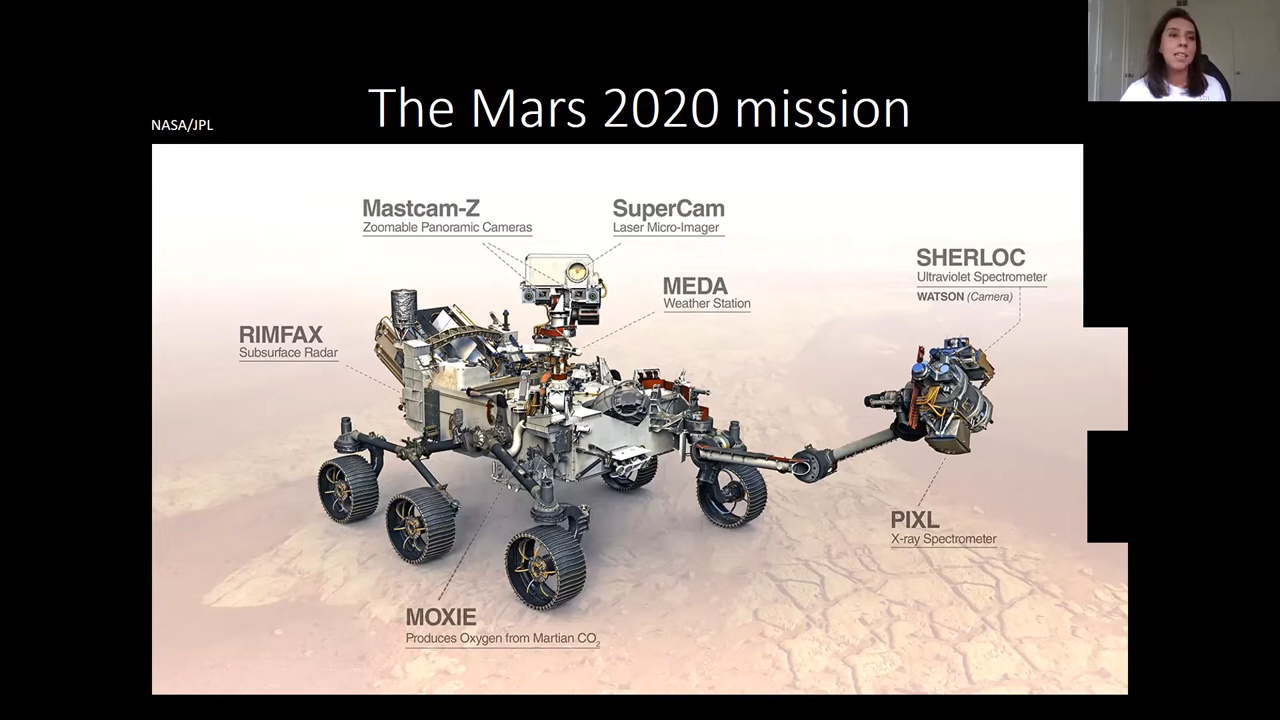 The Mars 2020 mission
NASA/JPL
Mastcam-Z
Zoomable Panoramic Cameras
SuperCam
Laser Micro-Imager
SHERLOC
Ultraviolet Spectrometer
WATSON (Camera)
MEDA
Weather Station
RIMFAX
Subsurface Radar
PIXL
X-ray Spectrometer
MOXIE
Produces Oxygen from Martian CO₂